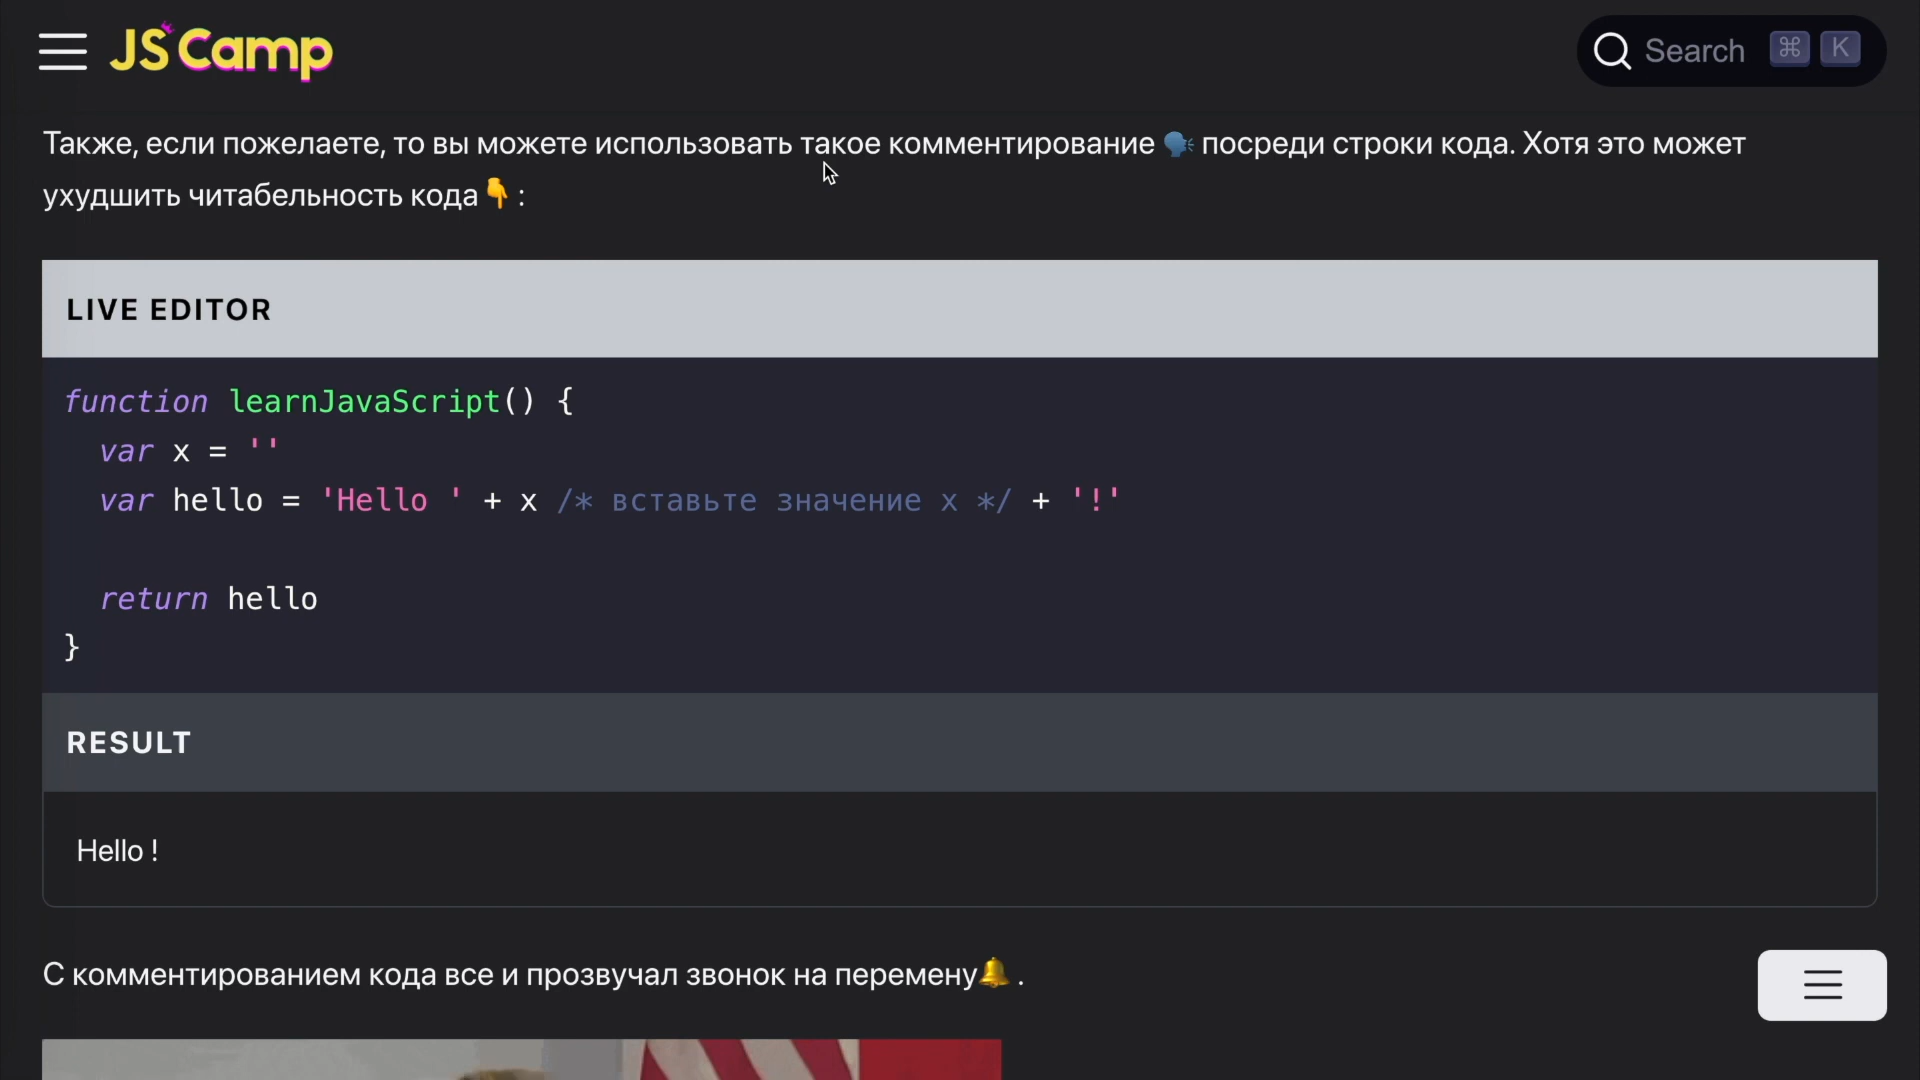 JS Camp
Search ⌘ K
Также, если пожелаете, то вы можете использовать такое комментирование 🗣 посреди строки кода. Хотя это может
ухудшить читабельность кода👇 :
LIVE EDITOR
function learnJavaScript() {
  var x = ''
  var hello = 'Hello ' + x /* вставьте значение x */ + '!'
  return hello
}
RESULT
Hello !
С комментированием кода все и прозвучал звонок на перемену🔔 .